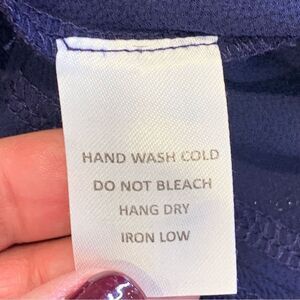 HAND WASH COLD
DO NOT BLEACH
HANG DRY
IRON LOW